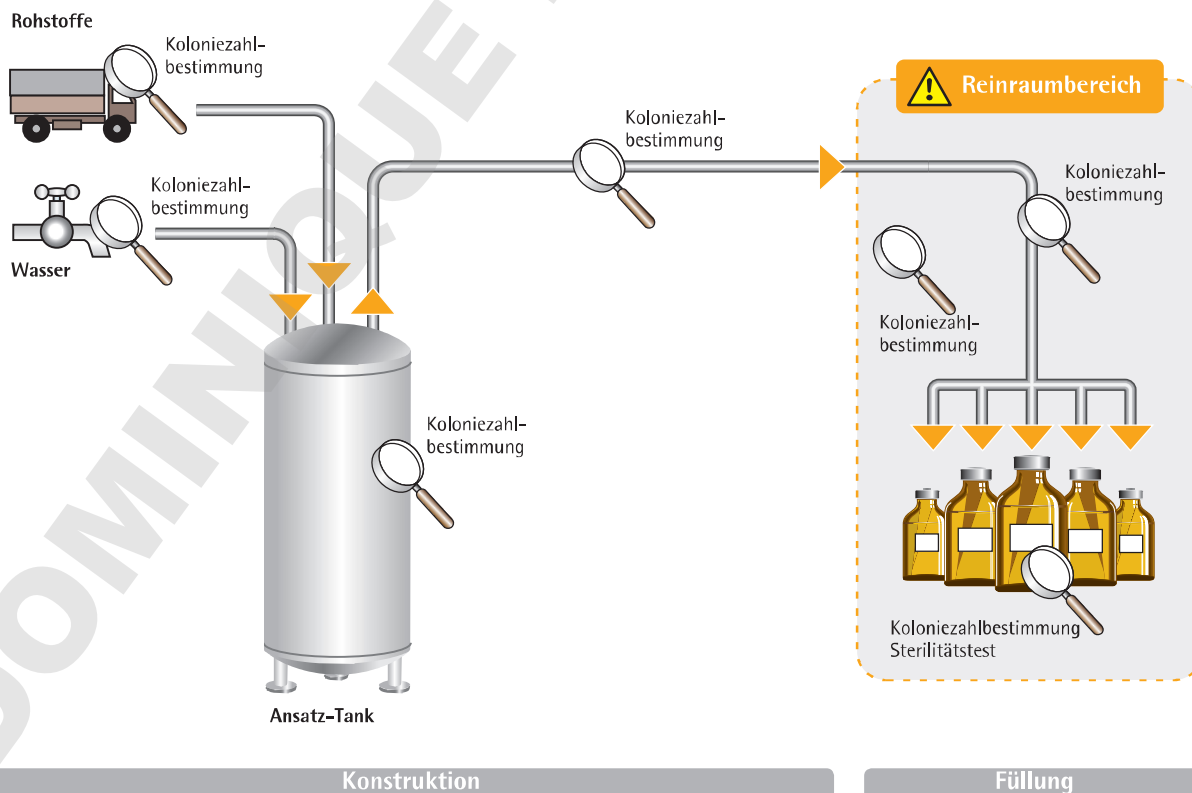 Rohstoffe
Koloniezahl-
bestimmung
Koloniezahl-
bestimmung
Wasser
Koloniezahl-
bestimmung
Ansatz-Tank
Koloniezahl-
bestimmung
Reinraumbereich
Koloniezahl-
bestimmung
Koloniezahl-
bestimmung
Koloniezahlbestimmung
Sterilitätstest
Konstruktion
Füllung
DOMINIQUE